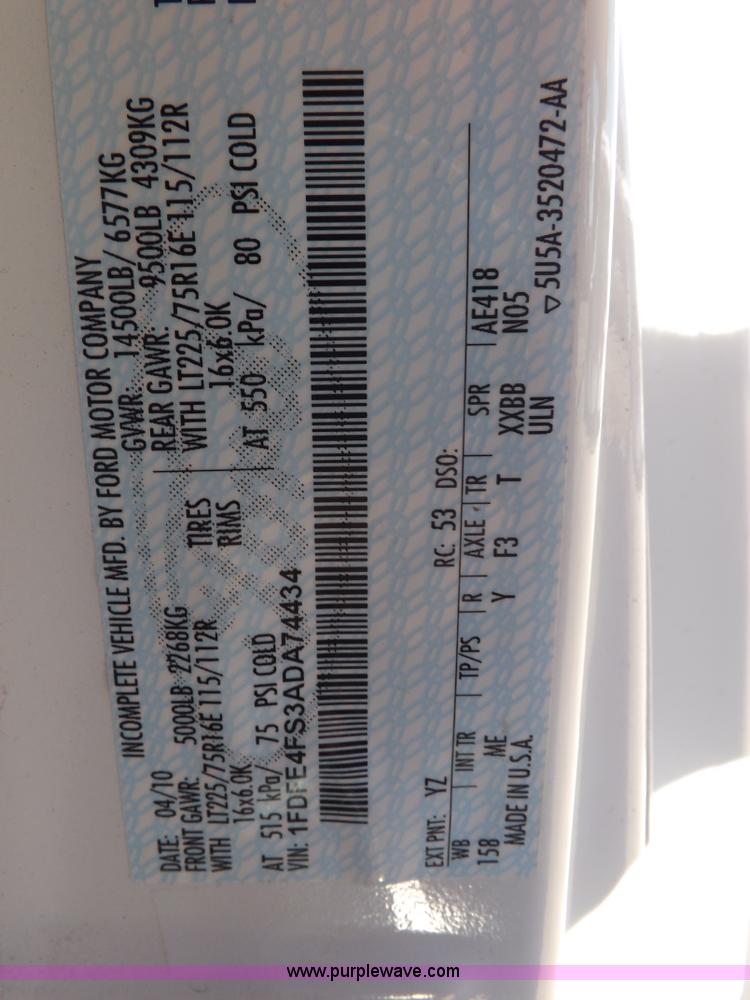 INCOMPLETE VEHICLE MFD. BY FORD MOTOR COMPANY
DATE: 04/10 GVWR: 14500LB/ 6577KG
FRONT GAWR: 5000LB 2268KG REAR GAWR: 9500LB 4309KG
WITH LT225/75R16E 115/112R TIRES WITH LT225/75R16E 115/112R
16x6.0K RIMS 16x6.0K
AT 515 kPa/ 75 PSI COLD AT 550 kPa/ 80 PSI COLD
VIN: 1FDFE4FS3ADA74434
EXT PNT: YZ RC: 53 DSO:
WB INT TR TP/PS R AXLE TR SPR AE418
158 ME Y F3 T XXBB N05
MADE IN U.S.A. ULN
▽5U5A-3520472-AA
www.purplewave.com